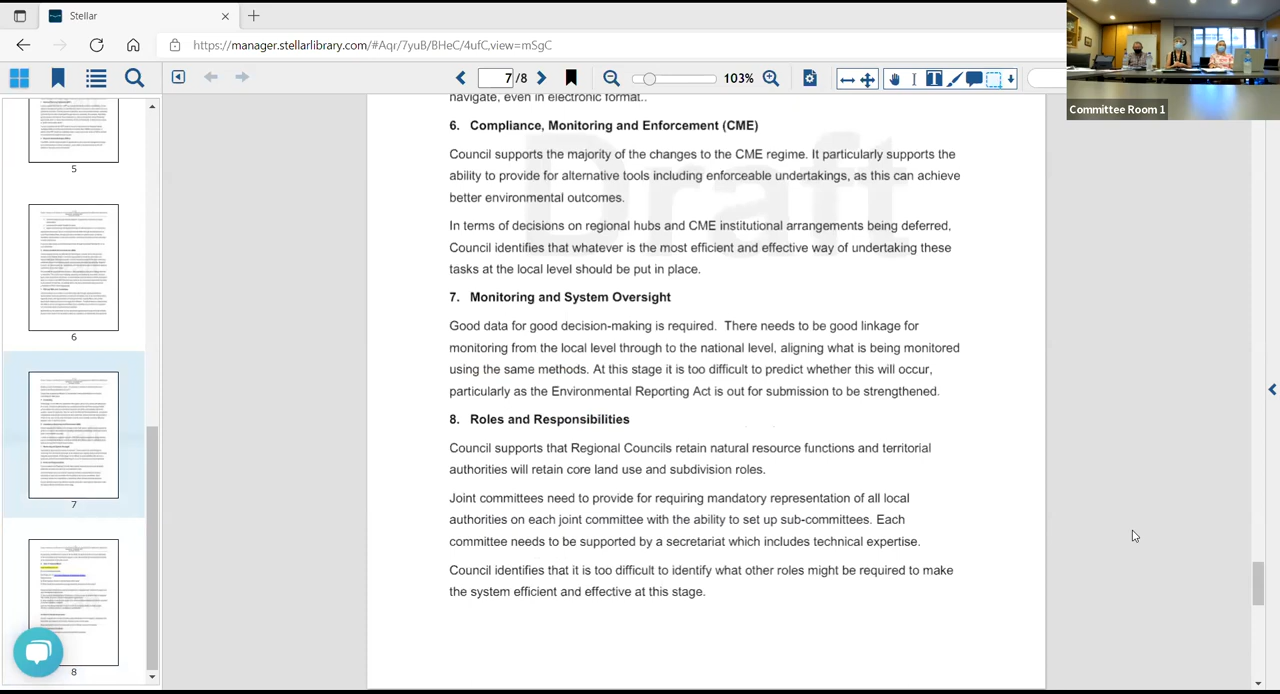 Stellar
https://manager.stellarlibrary.com/#Aqr/7yuB/BHeC/4ufC,view=mSgC
7 /8
103%
Committee Room 1
navigate, even in electronic format..
6. Compliance, Monitoring and Enforcement (CME)
Council supports the majority of the changes to the CME regime. It particularly supports the
ability to provide for alternative tools including enforceable undertakings, as this can achieve
better environmental outcomes.
In terms of decisions on regional hubs and CME institutional arrangements being deferred,
Council identifies that whatever is the most efficient and effective way of undertaking these
tasks at the local level should be put in place.
7. Monitoring and System Oversight
Good data for good decision-making is required. There needs to be good linkage for
monitoring from the local level through to the national level, aligning what is being monitored
using the same methods. At this stage it is too difficult to predict whether this will occur,
particularly as the Environmental Reporting Act is out for submission to be strengthened.
8. Roles and Responsibilities
Council supports that Regional Councils retain natural resource functions and territorial
authorities will retain core land use and subdivision roles.
Joint committees need to provide for requiring mandatory representation of all local
authorities on each joint committee with the ability to set up sub-committees. Each
committee needs to be supported by a secretariat which includes technical expertise.
Council identifies that it is too difficult to identify what other roles might be required to make
the system efficient and effective at this stage.
Draft
5
6
7
8